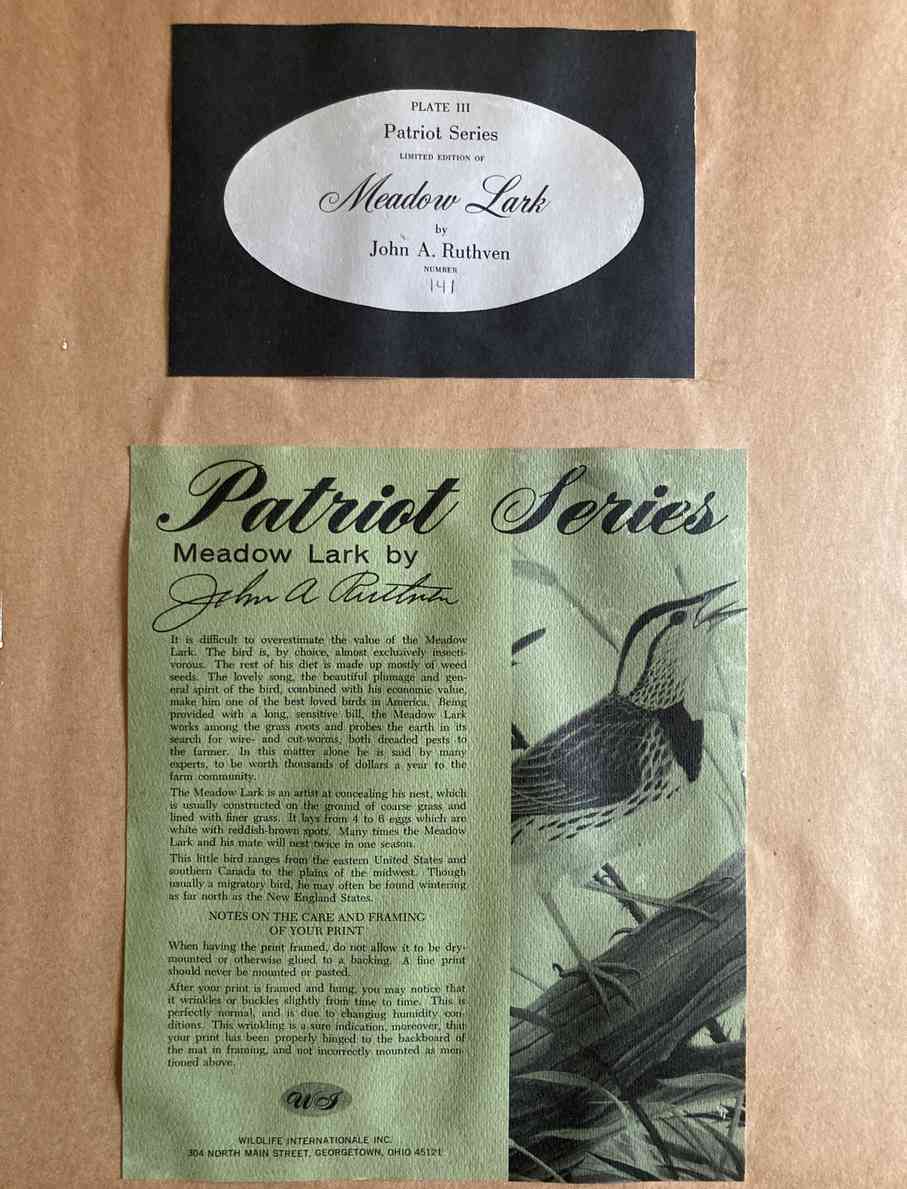 PLATE III
Patriot Series
LIMITED EDITION OF
Meadow Lark
by
John A. Ruthven
NUMBER
141
Patriot Series
Meadow Lark by
John A Ruthven
It is difficult to overestimate the value of the Meadow
Lark. The bird is, by choice, almost exclusively insecti-
vorous. The rest of his diet is made up mostly of weed
seeds. The lovely song, the beautiful plumage and gen-
eral spirit of the bird, combined with his economic value,
make him one of the best loved birds in America. Being
provided with a long, sensitive bill, the Meadow Lark
works among the grass roots and probes the earth in its
search for wire- and cut-worms, both dreaded pests to
the farmer. In this matter alone he is said by many
experts, to be worth thousands of dollars a year to the
farm community.
The Meadow Lark is an artist at concealing his nest, which
is usually constructed on the ground of coarse grass and
lined with finer grass. It lays from 4 to 6 eggs which are
white with reddish-brown spots. Many times the Meadow
Lark and his mate will nest twice in one season.
This little bird ranges from the eastern United States and
southern Canada to the plains of the midwest. Though
usually a migratory bird, he may often be found wintering
as far north as the New England States.
NOTES ON THE CARE AND FRAMING
OF YOUR PRINT
When having the print framed, do not allow it to be dry-
mounted or otherwise glued to a backing. A fine print
should never be mounted or pasted.
After your print is framed and hung, you may notice that
it wrinkles or buckles slightly from time to time. This is
perfectly normal, and is due to changing humidity con-
ditions. This wrinkling is a sure indication, moreover, that
your print has been properly hinged to the backboard of
the mat in framing, and not incorrectly mounted as men-
tioned above.
WI
WILDLIFE INTERNATIONALE INC.
304 NORTH MAIN STREET, GEORGETOWN, OHIO 45121